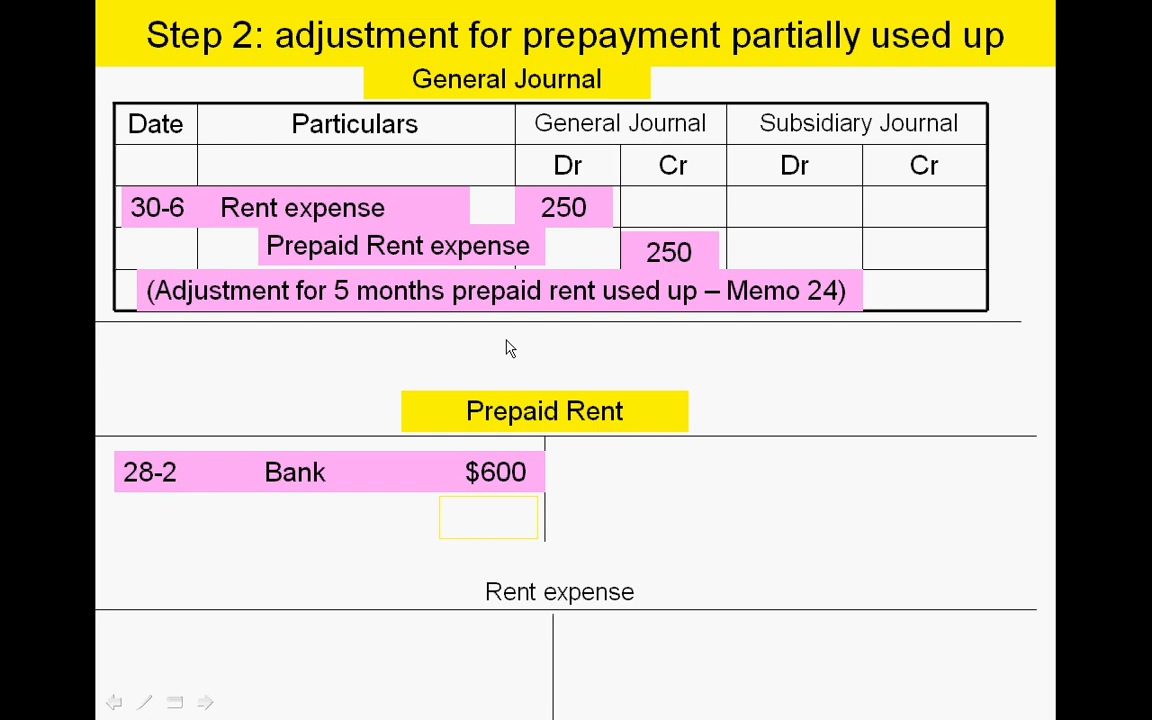 Step 2: adjustment for prepayment partially used up
General Journal
Date Particulars General Journal Subsidiary Journal
Dr Cr Dr Cr
30-6 Rent expense 250
Prepaid Rent expense 250
(Adjustment for 5 months prepaid rent used up – Memo 24)
Prepaid Rent
28-2 Bank $600
Rent expense